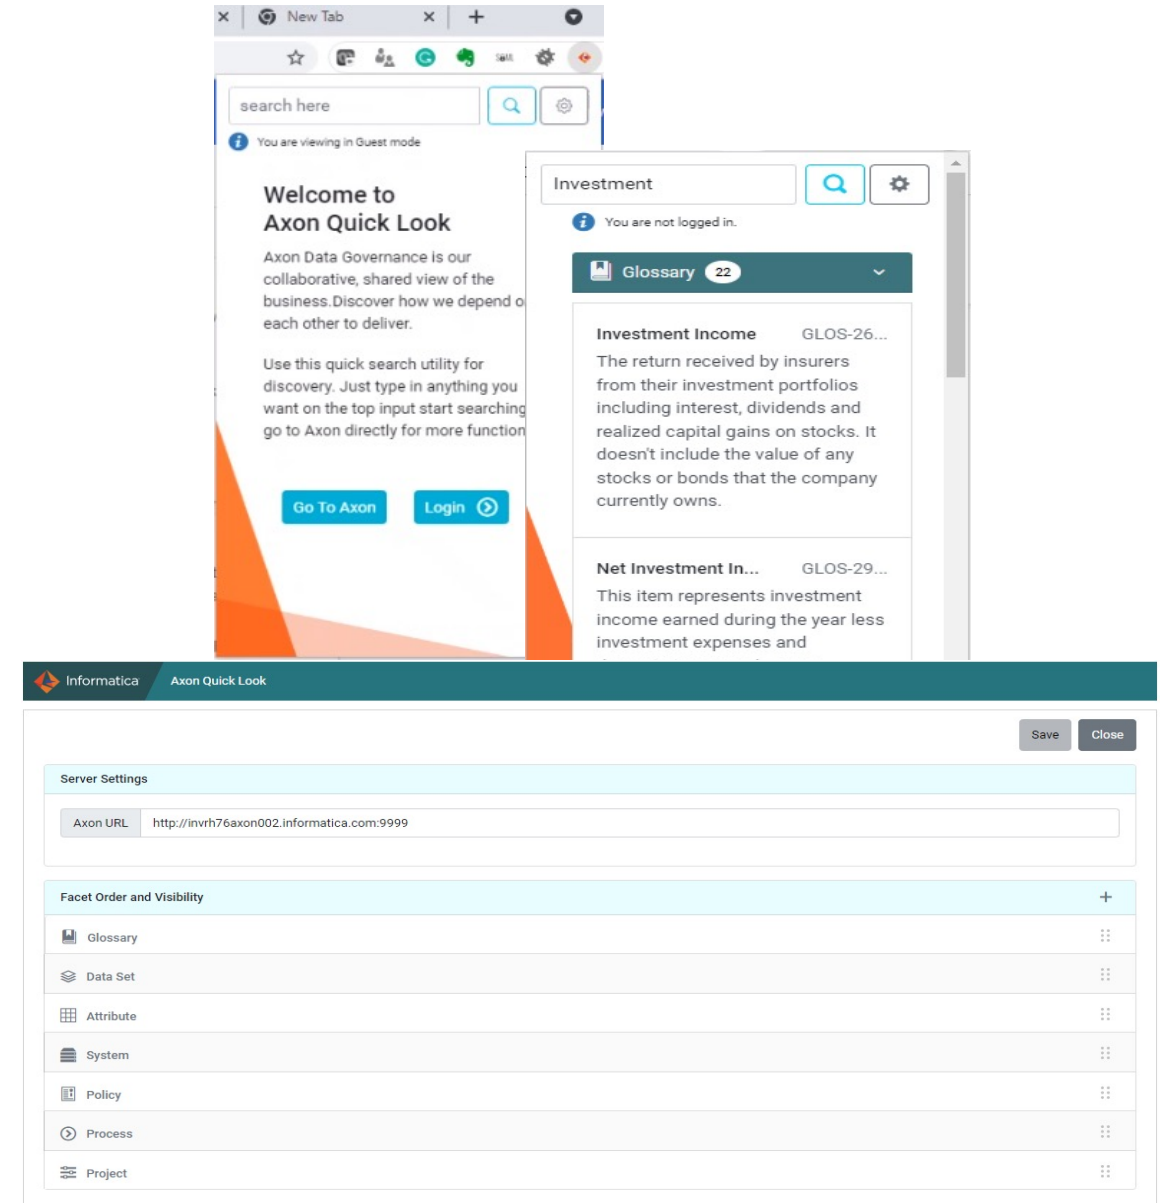 New Tab
search here
You are viewing in Guest mode
Welcome to
Axon Quick Look
Axon Data Governance is our
collaborative, shared view of the
business.Discover how we depend o
each other to deliver.
Use this quick search utility for
discovery. Just type in anything you
want on the top input start searching
go to Axon directly for more function
Go To Axon
Login
Investment
You are not logged in.
Glossary 22
Investment Income GLOS-26...
The return received by insurers
from their investment portfolios
including interest, dividends and
realized capital gains on stocks. It
doesn't include the value of any
stocks or bonds that the company
currently owns.
Net Investment In... GLOS-29...
This item represents investment
income earned during the year less
investment expenses and
Informatica Axon Quick Look
Save Close
Server Settings
Axon URL http://invrh76axon002.informatica.com:9999
Facet Order and Visibility
Glossary
Data Set
Attribute
System
Policy
Process
Project